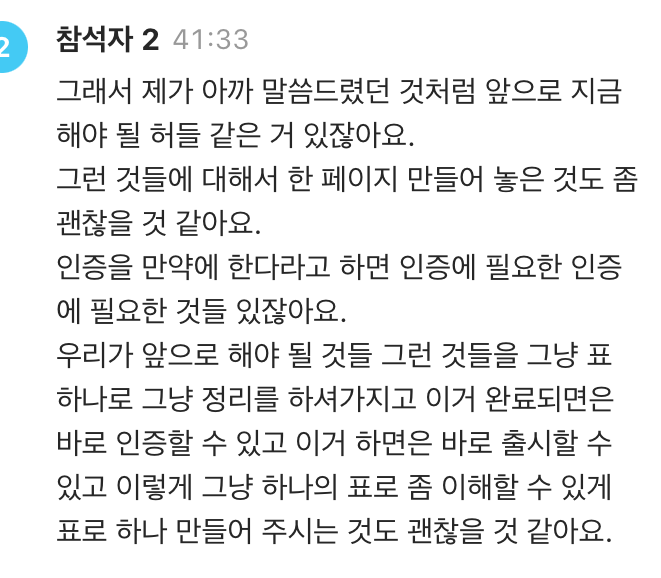 2
참석자 2 41:33
그래서 제가 아까 말씀드렸던 것처럼 앞으로 지금
해야 될 허들 같은 거 있잖아요.
그런 것들에 대해서 한 페이지 만들어 놓은 것도 좀
괜찮을 것 같아요.
인증을 만약에 한다라고 하면 인증에 필요한 인증
에 필요한 것들 있잖아요.
우리가 앞으로 해야 될 것들 그런 것들을 그냥 표
하나로 그냥 정리를 하셔가지고 이거 완료되면은
바로 인증할 수 있고 이거 하면은 바로 출시할 수
있고 이렇게 그냥 하나의 표로 좀 이해할 수 있게
표로 하나 만들어 주시는 것도 괜찮을 것 같아요.